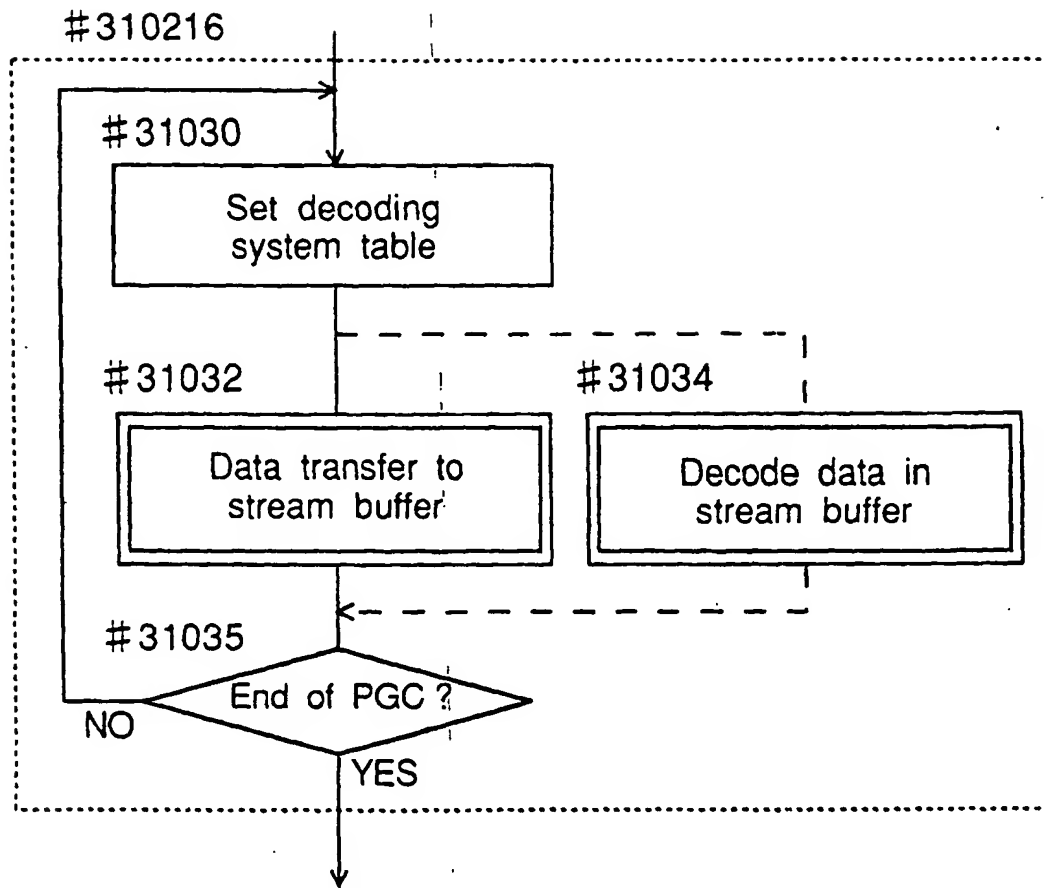 #310216
#31030
Set decoding
system table
#31032
#31034
Data transfer to
stream buffer
Decode data in
stream buffer
#31035
End of PGC ?
NO
YES